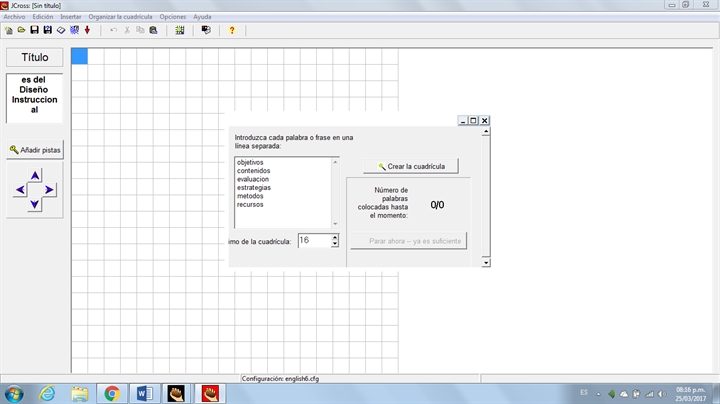 JCross: [Sin título]
Archivo Edición Insertar Organizar la cuadrícula Opciones Ayuda
Título
es del
Diseño
Instruccion
al
Añadir pistas
Introduzca cada palabra o frase en una
línea separada:
objetivos
contenidos
evaluacion
estrategias
metodos
recursos
Crear la cuadrícula
Número de
palabras
colocadas hasta
el momento:
0/0
imo de la cuadrícula: 16
Parar ahora -- ya es suficiente
Configuración: english6.cfg
ES
08:16 p.m.
25/03/2017